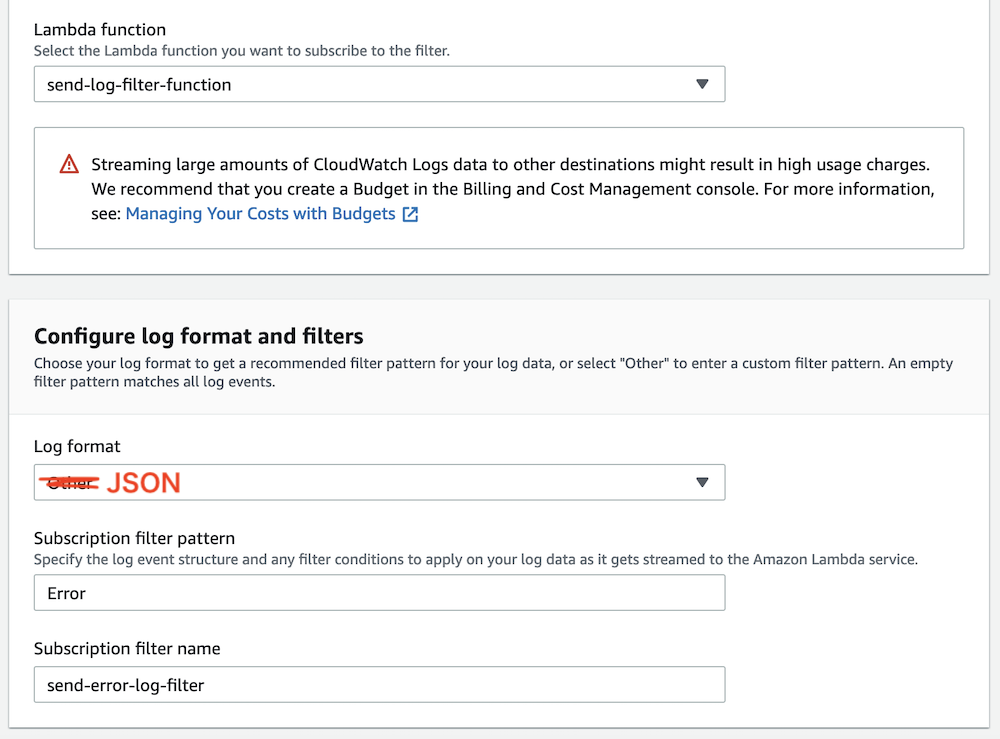 Lambda function
Select the Lambda function you want to subscribe to the filter.
send-log-filter-function
Streaming large amounts of CloudWatch Logs data to other destinations might result in high usage charges.
We recommend that you create a Budget in the Billing and Cost Management console. For more information,
see: Managing Your Costs with Budgets
Configure log format and filters
Choose your log format to get a recommended filter pattern for your log data, or select "Other" to enter a custom filter pattern. An empty
filter pattern matches all log events.
Log format
Other JSON
Subscription filter pattern
Specify the log event structure and any filter conditions to apply on your log data as it gets streamed to the Amazon Lambda service.
Error
Subscription filter name
send-error-log-filter